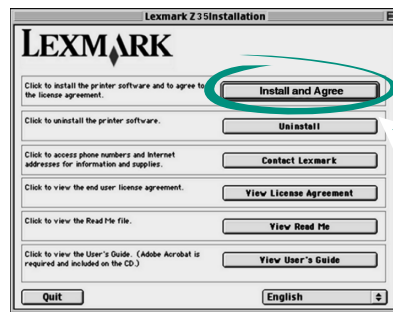 Lexmark Z35Installation
LEXMARK
Click to install the printer software and to agree to
the license agreement.
Install and Agree
Click to uninstall the printer software.
Uninstall
Click to access phone numbers and Internet
addresses for information and supplies.
Contact Lexmark
Click to view the end user license agreement.
View License Agreement
Click to view the Read Me file.
View Read Me
Click to view the User's Guide. (Adobe Acrobat is
required and included on the CD.)
View User's Guide
Quit
English